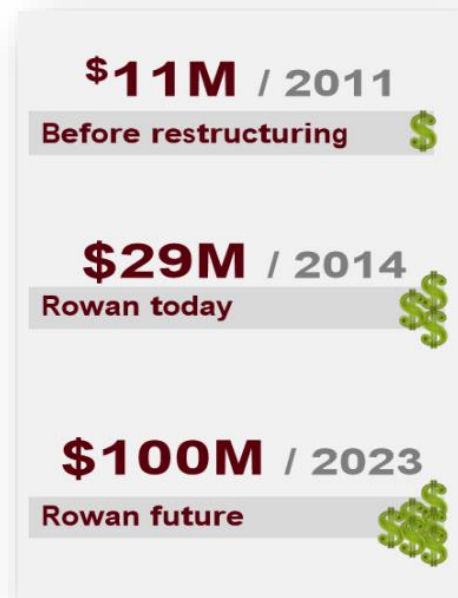 $11M / 2011
Before restructuring
$29M / 2014
Rowan today
$100M / 2023
Rowan future